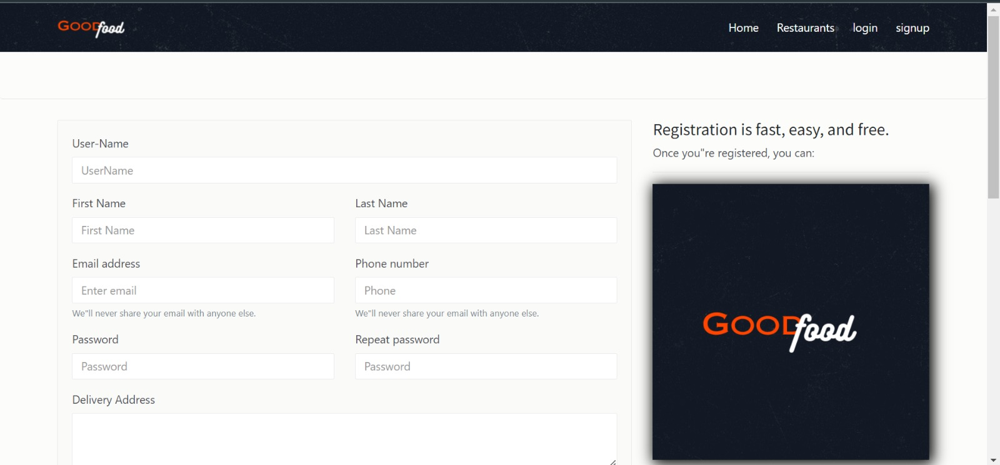 GOODfood
Home Restaurants login signup
User-Name
UserName
First Name Last Name
First Name Last Name
Email address Phone number
Enter email Phone
We"ll never share your email with anyone else. We"ll never share your email with anyone else.
Password Repeat password
Password Password
Delivery Address
Registration is fast, easy, and free.
Once you"re registered, you can:
GOODfood